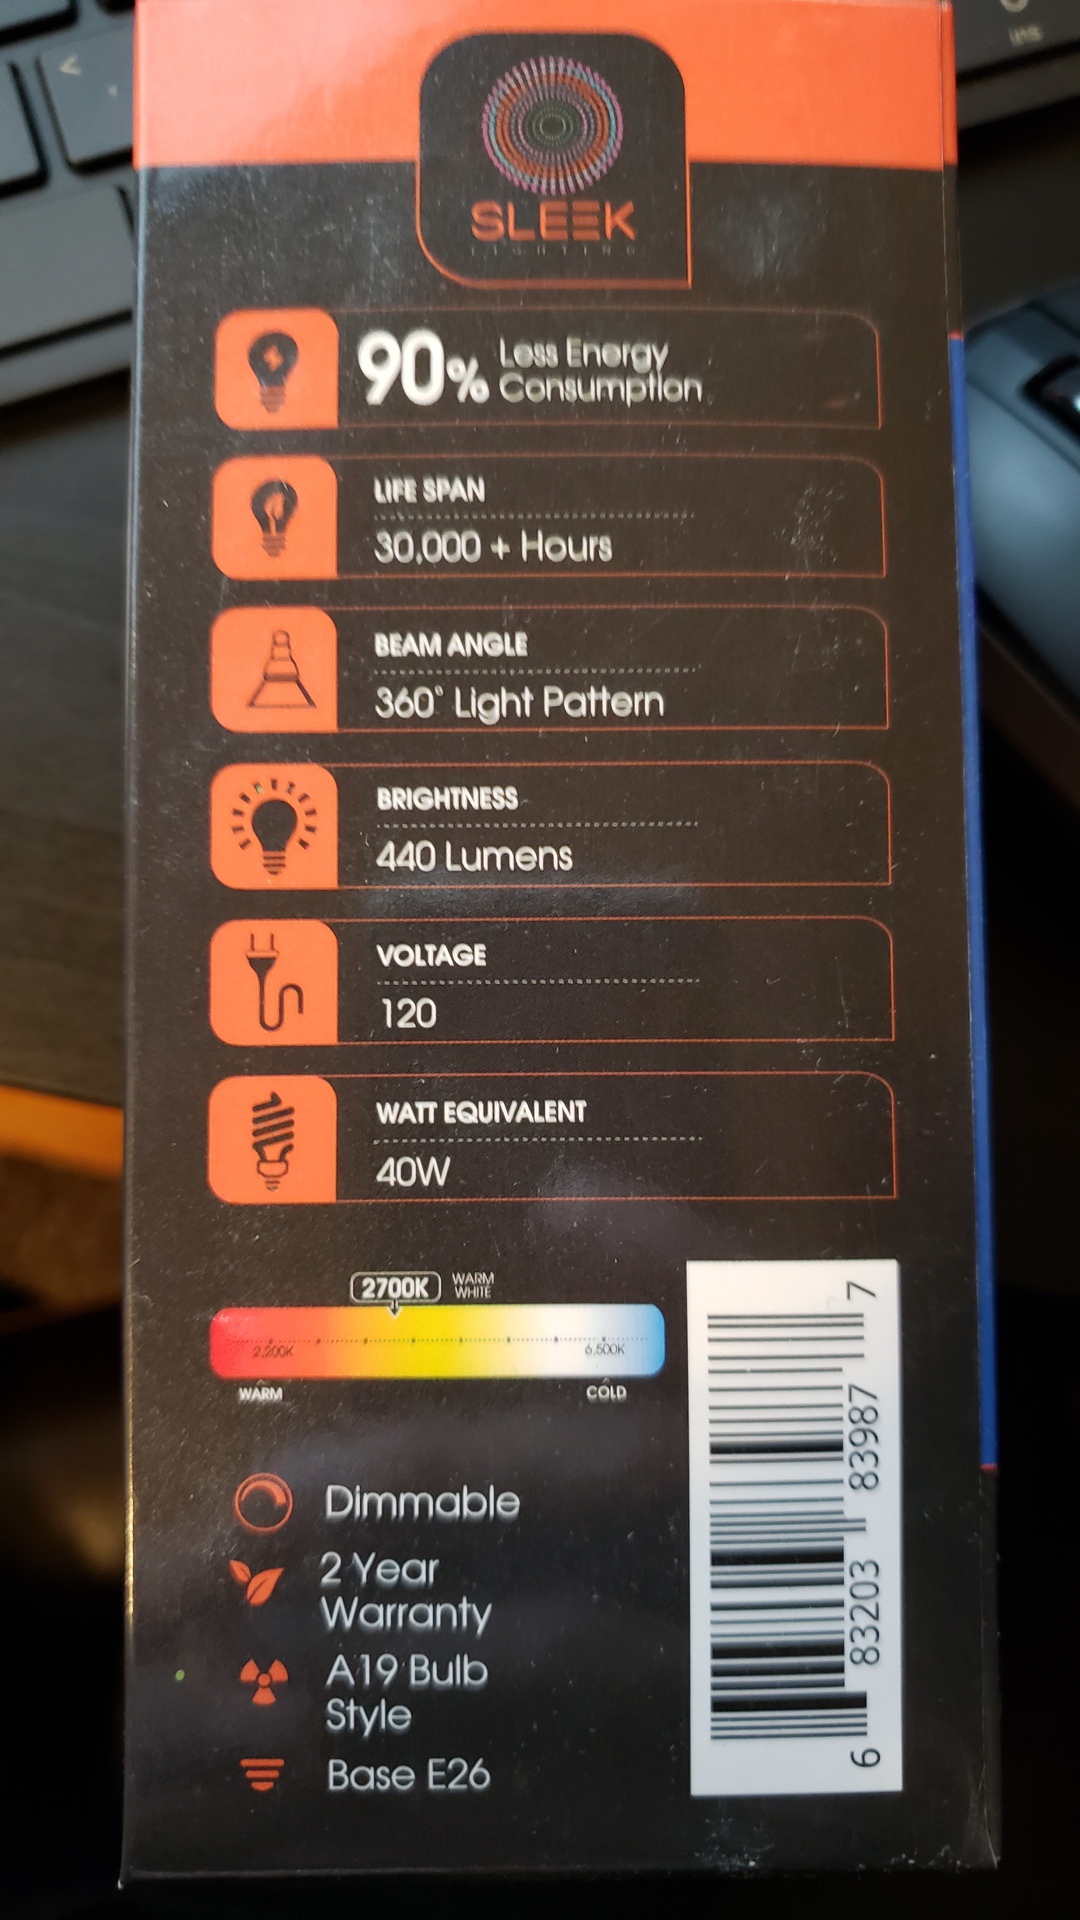 ins
SLEEK
LIGHTING
90% Less Energy
Consumption
LIFE SPAN
30,000 + Hours
BEAM ANGLE
360° Light Pattern
BRIGHTNESS
440 Lumens
VOLTAGE
120
WATT EQUIVALENT
40W
2700K WARM
WHITE
2,200K 6,500K
WARM COLD
Dimmable
2 Year
Warranty
A19 Bulb
Style
Base E26
6 83203 83987 7